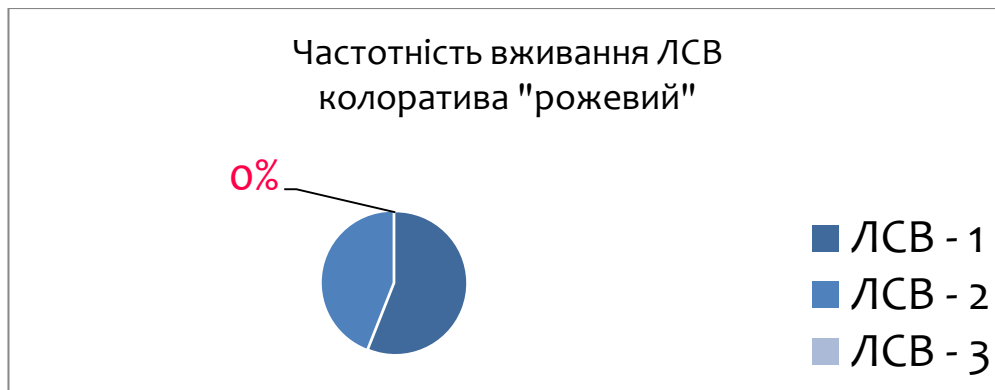 Частотність вживання ЛСВ
колоратива "рожевий"
0%
ЛСВ - 1
ЛСВ - 2
ЛСВ - 3